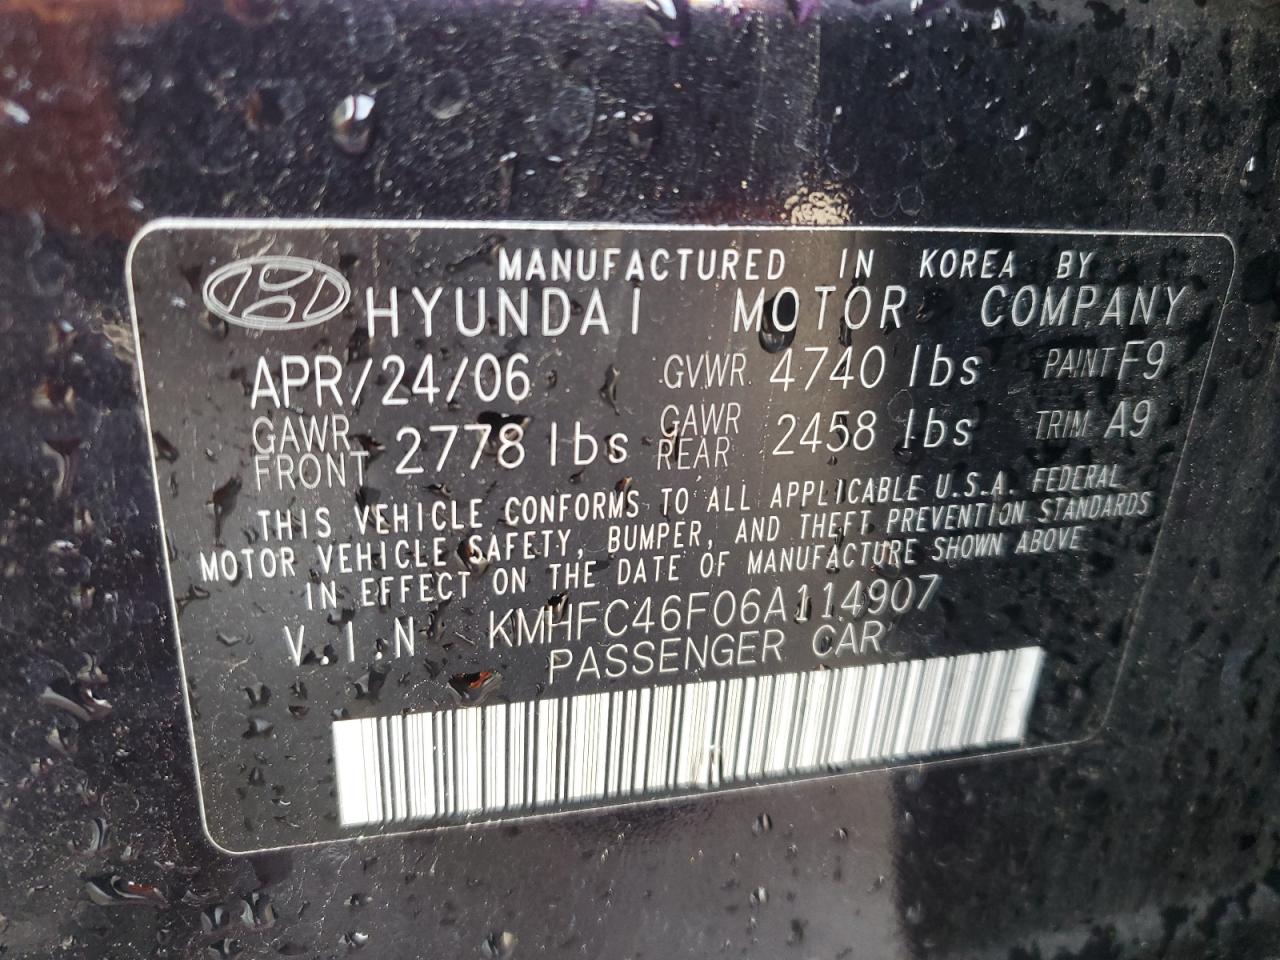 MANUFACTURED IN KOREA BY
HYUNDAI MOTOR COMPANY
APR/24/06 GVWR 4740 lbs PAINT F9
GAWR FRONT 2778 lbs GAWR REAR 2458 lbs TRIM A9
THIS VEHICLE CONFORMS TO ALL APPLICABLE U.S.A. FEDERAL
MOTOR VEHICLE SAFETY, BUMPER, AND THEFT PREVENTION STANDARDS
IN EFFECT ON THE DATE OF MANUFACTURE SHOWN ABOVE
V.I.N KMHFC46F06A114907
PASSENGER CAR